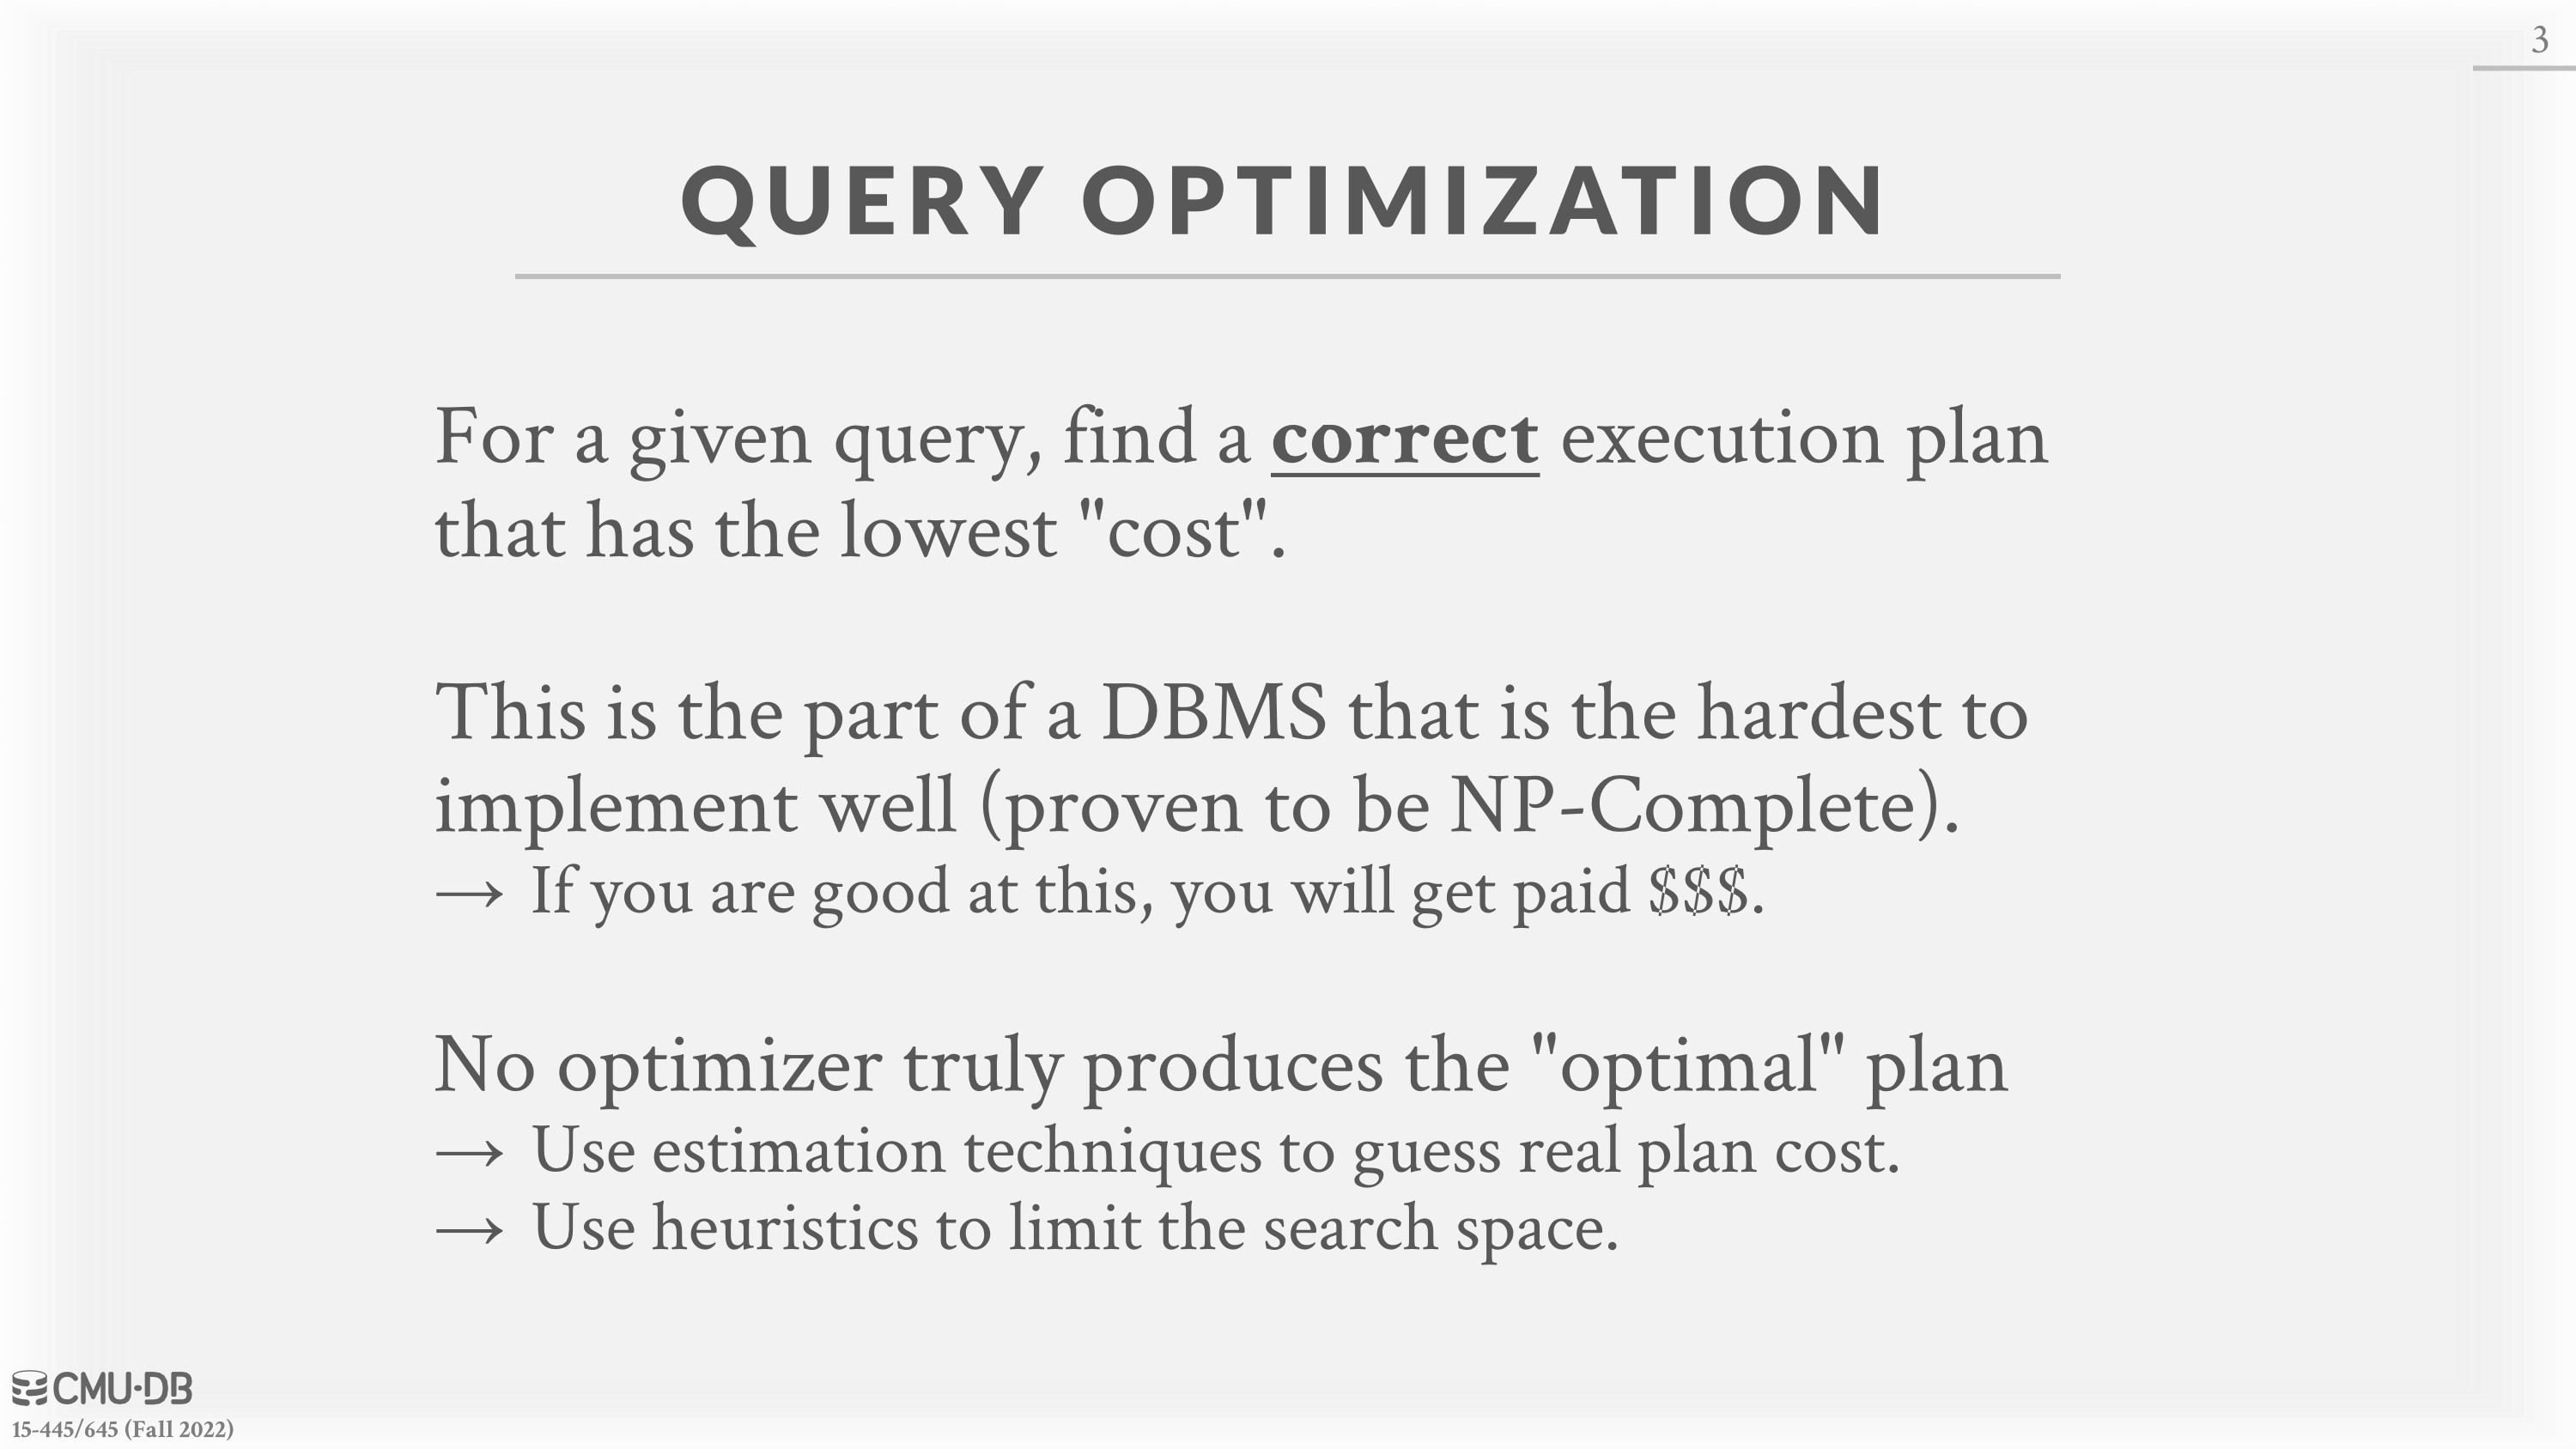 3
QUERY OPTIMIZATION
For a given query, find a correct execution plan
that has the lowest "cost".
This is the part of a DBMS that is the hardest to
implement well (proven to be NP-Complete).
→ If you are good at this, you will get paid $$$.
No optimizer truly produces the "optimal" plan
→ Use estimation techniques to guess real plan cost.
→ Use heuristics to limit the search space.
CMU·DB
15-445/645 (Fall 2022)